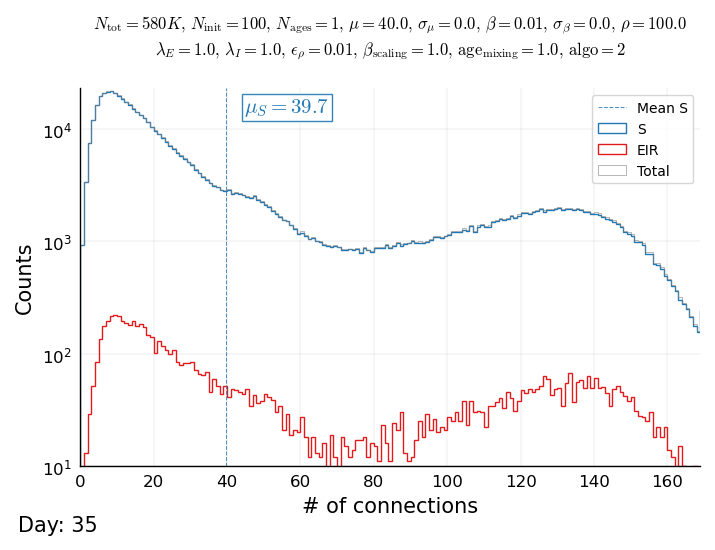 N_tot = 580K, N_init = 100, N_ages = 1, μ = 40.0, σ_μ = 0.0, β = 0.01, σ_β = 0.0, ρ = 100.0
λ_E = 1.0, λ_I = 1.0, ϵ_ρ = 0.01, β_scaling = 1.0, age_mixing = 1.0, algo = 2
μ_S = 39.7
Mean S
S
EIR
Total
10^4
10^3
10^2
10^1
Counts
0 20 40 60 80 100 120 140 160
# of connections
Day: 35